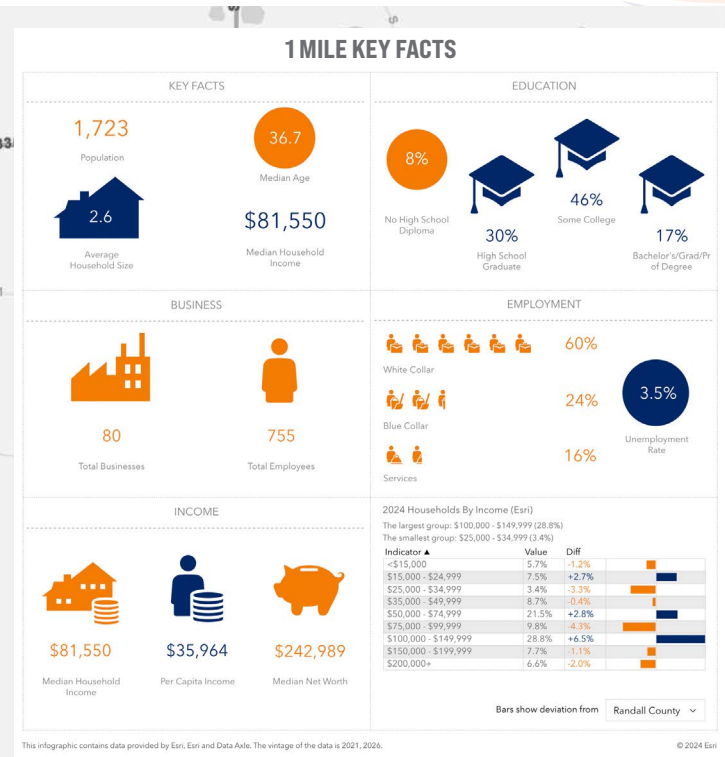 1 MILE KEY FACTS
KEY FACTS
1,723
Population
36.7
Median Age
2.6
Average
Household Size
$81,550
Median Household
Income
EDUCATION
8%
No High School
Diploma
30%
High School
Graduate
46%
Some College
17%
Bachelor's/Grad/Pr
of Degree
BUSINESS
80
Total Businesses
755
Total Employees
EMPLOYMENT
60%
White Collar
24%
Blue Collar
16%
Services
3.5%
Unemployment
Rate
INCOME
$81,550
Median Household
Income
$35,964
Per Capita Income
$242,989
Median Net Worth
2024 Households By Income (Esri)
The largest group: $100,000 - $149,999 (28.8%)
The smallest group: $25,000 - $34,999 (3.4%)
Indicator ▲ Value Diff
<$15,000 5.7% -1.2%
$15,000 - $24,999 7.5% +2.7%
$25,000 - $34,999 3.4% -3.3%
$35,000 - $49,999 8.7% -0.4%
$50,000 - $74,999 21.5% +2.8%
$75,000 - $99,999 9.8% -4.3%
$100,000 - $149,999 28.8% +6.5%
$150,000 - $199,999 7.7% -1.1%
$200,000+ 6.6% -2.0%
Bars show deviation from Randall County
This infographic contains data provided by Esri, Esri and Data Axle. The vintage of the data is 2021, 2026.
© 2024 Esri